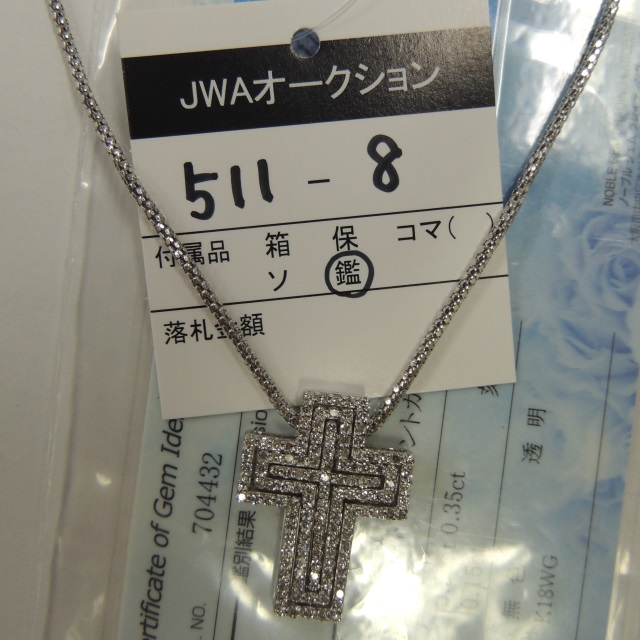 JWAオークション
511 - 8
付属品 箱 保 コマ( )
ソ 鑑
落札金額
Certificate of Gem Ide
NO. 704432
鑑別結果
0.35ct
透明
K18WG